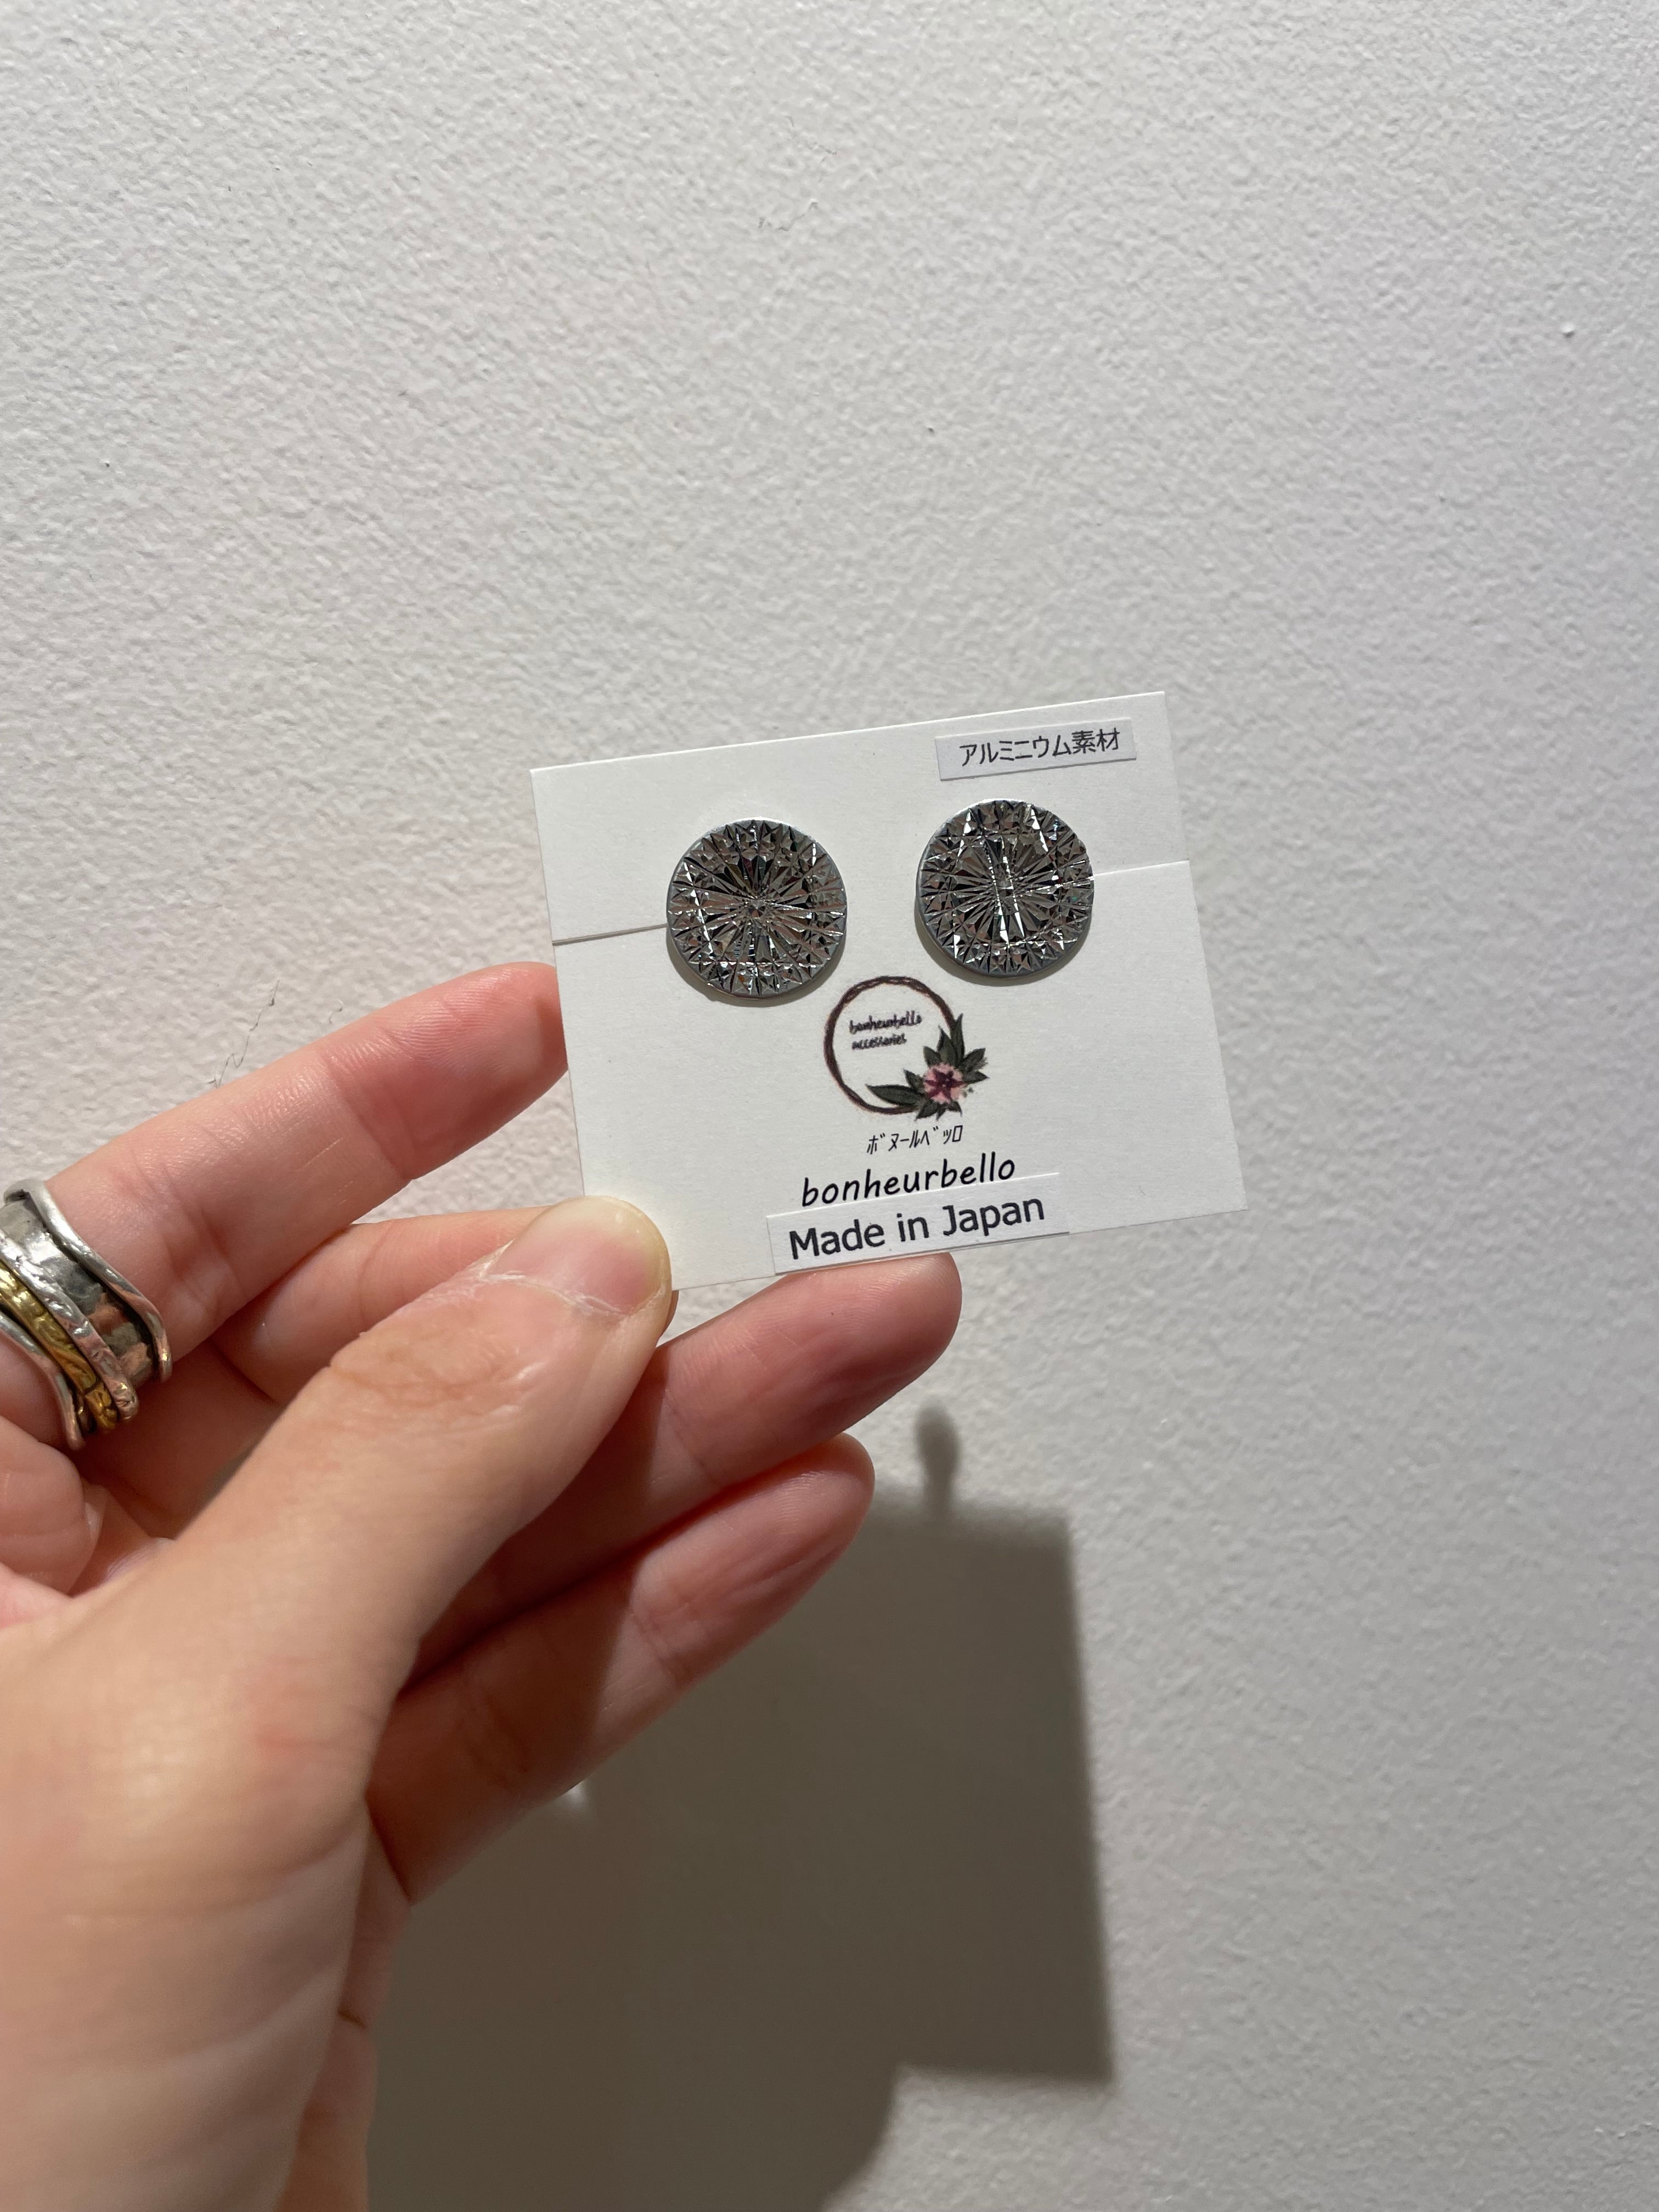 アルミニウム素材
bonheurbello
accessories
ボヌールベッロ
bonheurbello
Made in Japan